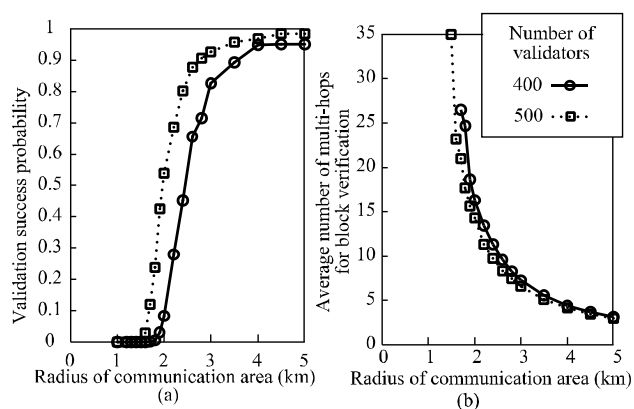 Validation success probability
1
0.9
0.8
0.7
0.6
0.5
0.4
0.3
0.2
0.1
0
0 1 2 3 4 5
Radius of communication area (km)
(a)
Average number of multi-hops
for block verification
35
30
25
20
15
10
5
0
0 1 2 3 4 5
Radius of communication area (km)
(b)
Number of
validators
400
500